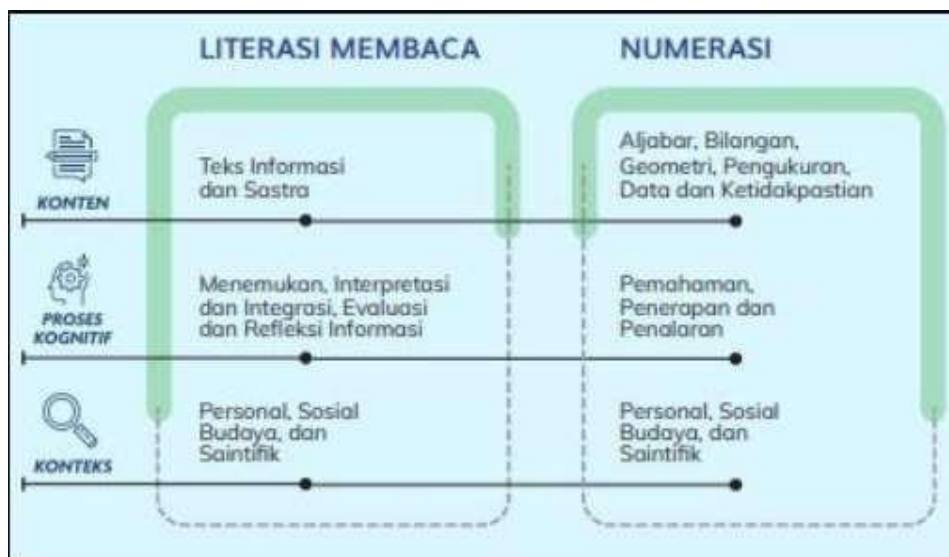 LITERASI MEMBACA
NUMERASI
KONTEN
Teks Informasi
dan Sastra
Aljabar, Bilangan,
Geometri, Pengukuran,
Data dan Ketidakpastian
PROSES
KOGNITIF
Menemukan, Interpretasi
dan Integrasi, Evaluasi
dan Refleksi Informasi
Pemahaman,
Penerapan dan
Penalaran
KONTEKS
Personal, Sosial
Budaya, dan
Saintifik
Personal, Sosial
Budaya, dan
Saintifik